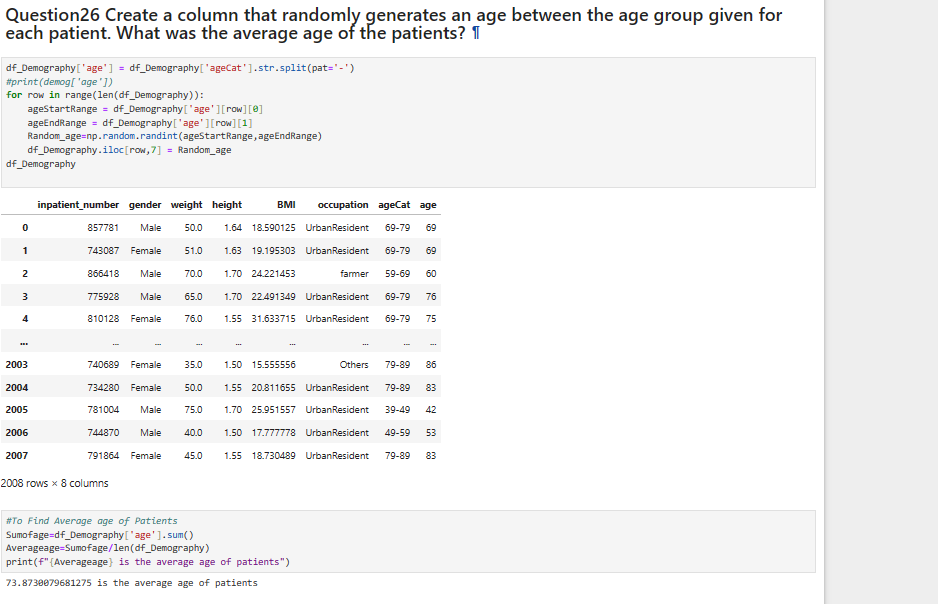 Question26 Create a column that randomly generates an age between the age group given for
each patient. What was the average age of the patients? ¶
df_Demography['age'] = df_Demography['ageCat'].str.split(pat='-')
#print(demog['age'])
for row in range(len(df_Demography)):
ageStartRange = df_Demography['age'][row][0]
ageEndRange = df_Demography['age'][row][1]
Random_age=np.random.randint(ageStartRange,ageEndRange)
df_Demography.iloc[row,7] = Random_age
df_Demography
inpatient_number gender weight height BMI occupation ageCat age
0 857781 Male 50.0 1.64 18.590125 UrbanResident 69-79 69
1 743087 Female 51.0 1.63 19.195303 UrbanResident 69-79 69
2 866418 Male 70.0 1.70 24.221453 farmer 59-69 60
3 775928 Male 65.0 1.70 22.491349 UrbanResident 69-79 76
4 810128 Female 76.0 1.55 31.633715 UrbanResident 69-79 75
... ... ... ... ... ... ... ... ...
2003 740689 Female 35.0 1.50 15.555556 Others 79-89 86
2004 734280 Female 50.0 1.55 20.811655 UrbanResident 79-89 83
2005 781004 Male 75.0 1.70 25.951557 UrbanResident 39-49 42
2006 744870 Male 40.0 1.50 17.777778 UrbanResident 49-59 53
2007 791864 Female 45.0 1.55 18.730489 UrbanResident 79-89 83
2008 rows × 8 columns
#To Find Average age of Patients
Sumofage=df_Demography['age'].sum()
Averageage=Sumofage/len(df_Demography)
print(f"{Averageage} is the average age of patients")
73.8730079681275 is the average age of patients